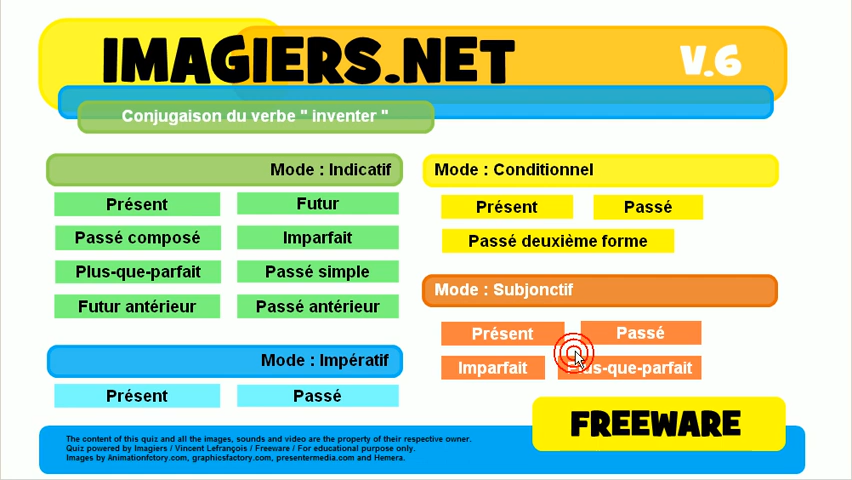 IMAGIERS.NET
V.6
Conjugaison du verbe " inventer "
Mode : Indicatif
Présent
Futur
Passé composé
Imparfait
Plus-que-parfait
Passé simple
Futur antérieur
Passé antérieur
Mode : Impératif
Présent
Passé
Mode : Conditionnel
Présent
Passé
Passé deuxième forme
Mode : Subjonctif
Présent
Passé
Imparfait
Plus-que-parfait
FREEWARE
The content of this quiz and all the images, sounds and video are the property of their respective owner.
Quiz powered by Imagiers / Vincent Lefrançois / Freeware / For educational purpose only.
Images by Animationfctory.com, graphicsfactory.com, presentermedia.com and Hemera.